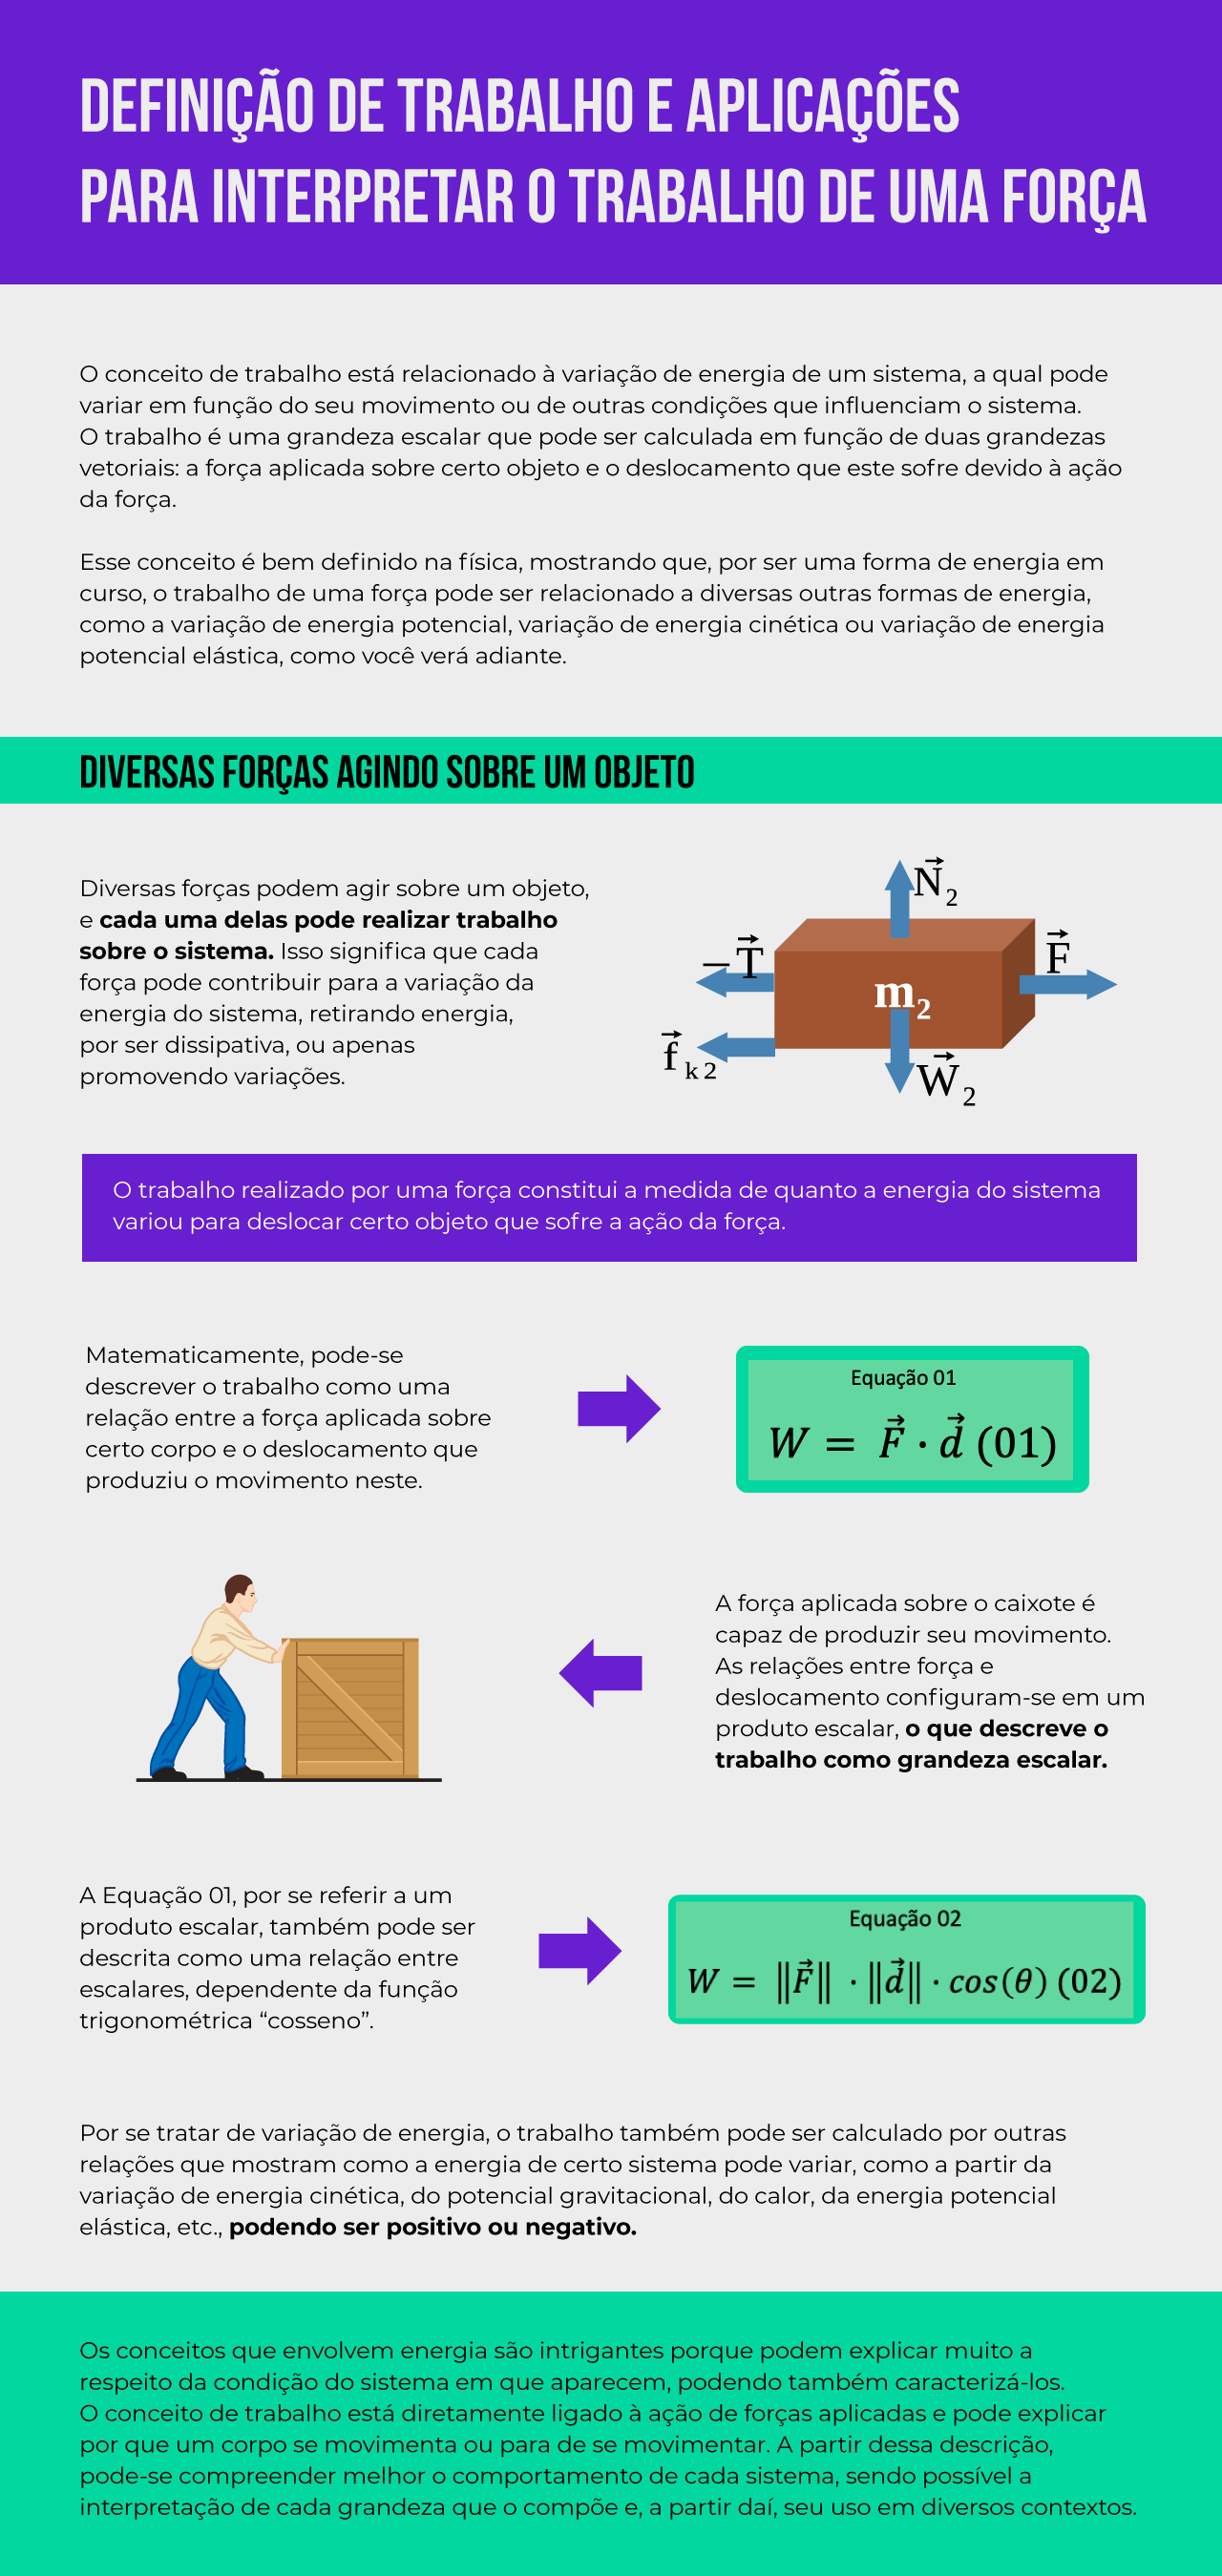 DEFINIÇÃO DE TRABALHO E APLICAÇÕES
PARA INTERPRETAR O TRABALHO DE UMA FORÇA
O conceito de trabalho está relacionado à variação de energia de um sistema, a qual pode
variar em função do seu movimento ou de outras condições que influenciam o sistema.
O trabalho é uma grandeza escalar que pode ser calculada em função de duas grandezas
vetoriais: a força aplicada sobre certo objeto e o deslocamento que este sofre devido à ação
da força.
Esse conceito é bem definido na física, mostrando que, por ser uma forma de energia em
curso, o trabalho de uma força pode ser relacionado a diversas outras formas de energia,
como a variação de energia potencial, variação de energia cinética ou variação de energia
potencial elástica, como você verá adiante.
DIVERSAS FORÇAS AGINDO SOBRE UM OBJETO
Diversas forças podem agir sobre um objeto,
e cada uma delas pode realizar trabalho
sobre o sistema. Isso significa que cada
força pode contribuir para a variação da
energia do sistema, retirando energia,
por ser dissipativa, ou apenas
promovendo variações.
N⃗₂
−T⃗
F⃗
m₂
f⃗ k 2
W⃗₂
O trabalho realizado por uma força constitui a medida de quanto a energia do sistema
variou para deslocar certo objeto que sofre a ação da força.
Matematicamente, pode-se
descrever o trabalho como uma
relação entre a força aplicada sobre
certo corpo e o deslocamento que
produziu o movimento neste.
Equação 01
W = F⃗ · d⃗ (01)
A força aplicada sobre o caixote é
capaz de produzir seu movimento.
As relações entre força e
deslocamento configuram-se em um
produto escalar, o que descreve o
trabalho como grandeza escalar.
A Equação 01, por se referir a um
produto escalar, também pode ser
descrita como uma relação entre
escalares, dependente da função
trigonométrica “cosseno”.
Equação 02
W = ‖F⃗‖ · ‖d⃗‖ · cos(θ) (02)
Por se tratar de variação de energia, o trabalho também pode ser calculado por outras
relações que mostram como a energia de certo sistema pode variar, como a partir da
variação de energia cinética, do potencial gravitacional, do calor, da energia potencial
elástica, etc., podendo ser positivo ou negativo.
Os conceitos que envolvem energia são intrigantes porque podem explicar muito a
respeito da condição do sistema em que aparecem, podendo também caracterizá-los.
O conceito de trabalho está diretamente ligado à ação de forças aplicadas e pode explicar
por que um corpo se movimenta ou para de se movimentar. A partir dessa descrição,
pode-se compreender melhor o comportamento de cada sistema, sendo possível a
interpretação de cada grandeza que o compõe e, a partir daí, seu uso em diversos contextos.